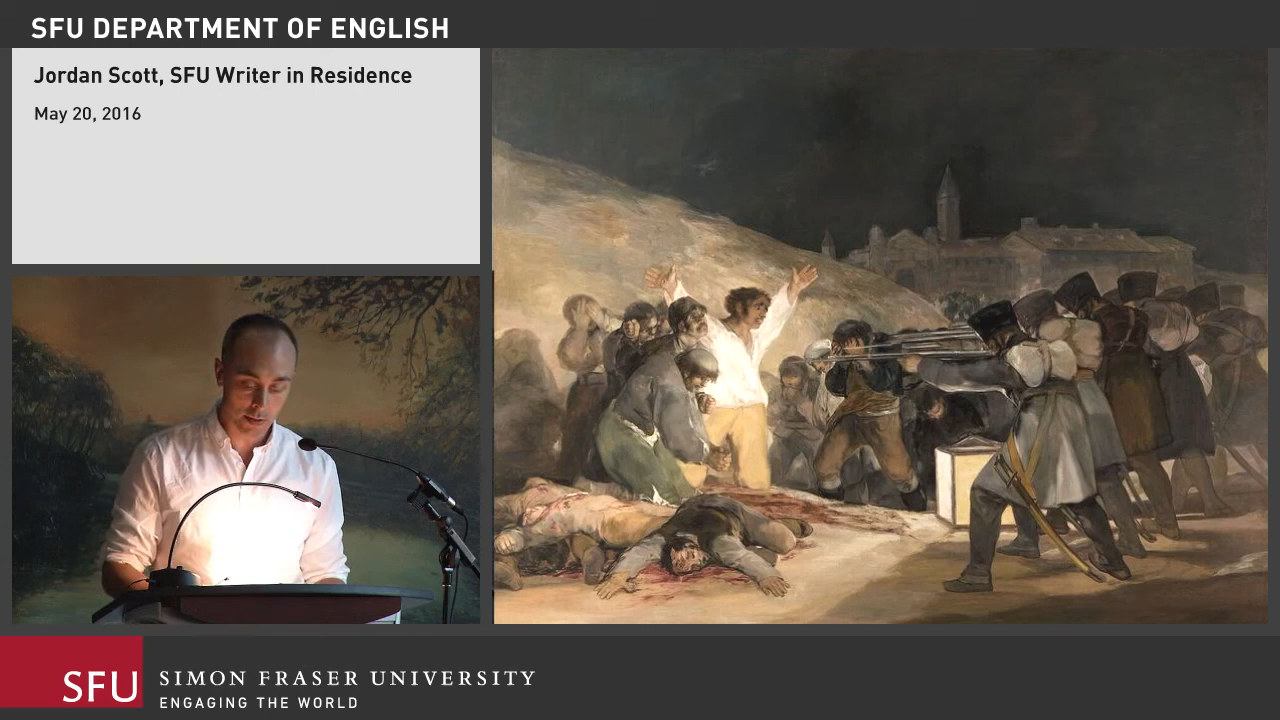 SFU DEPARTMENT OF ENGLISH
Jordan Scott, SFU Writer in Residence
May 20, 2016
SFU
SIMON FRASER UNIVERSITY
ENGAGING THE WORLD